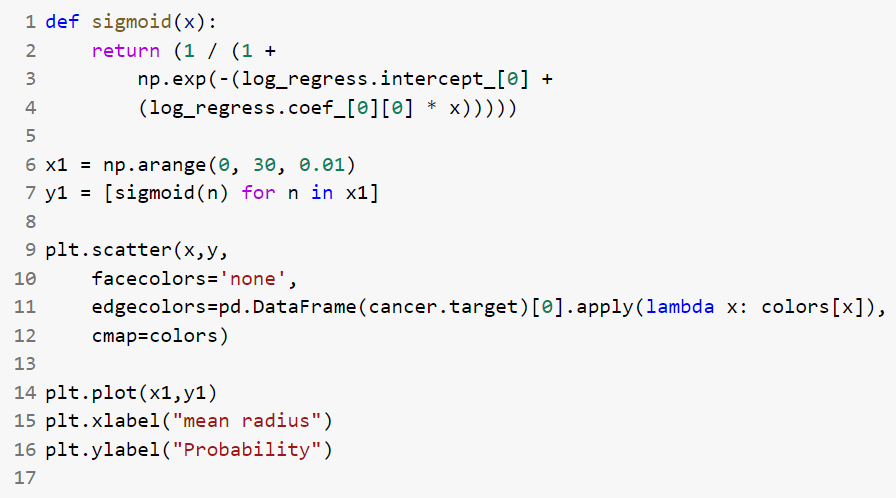 1 def sigmoid(x):
2     return (1 / (1 +
3         np.exp(-(log_regress.intercept_[0] +
4         (log_regress.coef_[0][0] * x)))))
5
6 x1 = np.arange(0, 30, 0.01)
7 y1 = [sigmoid(n) for n in x1]
8
9 plt.scatter(x,y,
10     facecolors='none',
11     edgecolors=pd.DataFrame(cancer.target)[0].apply(lambda x: colors[x]),
12     cmap=colors)
13
14 plt.plot(x1,y1)
15 plt.xlabel("mean radius")
16 plt.ylabel("Probability")
17